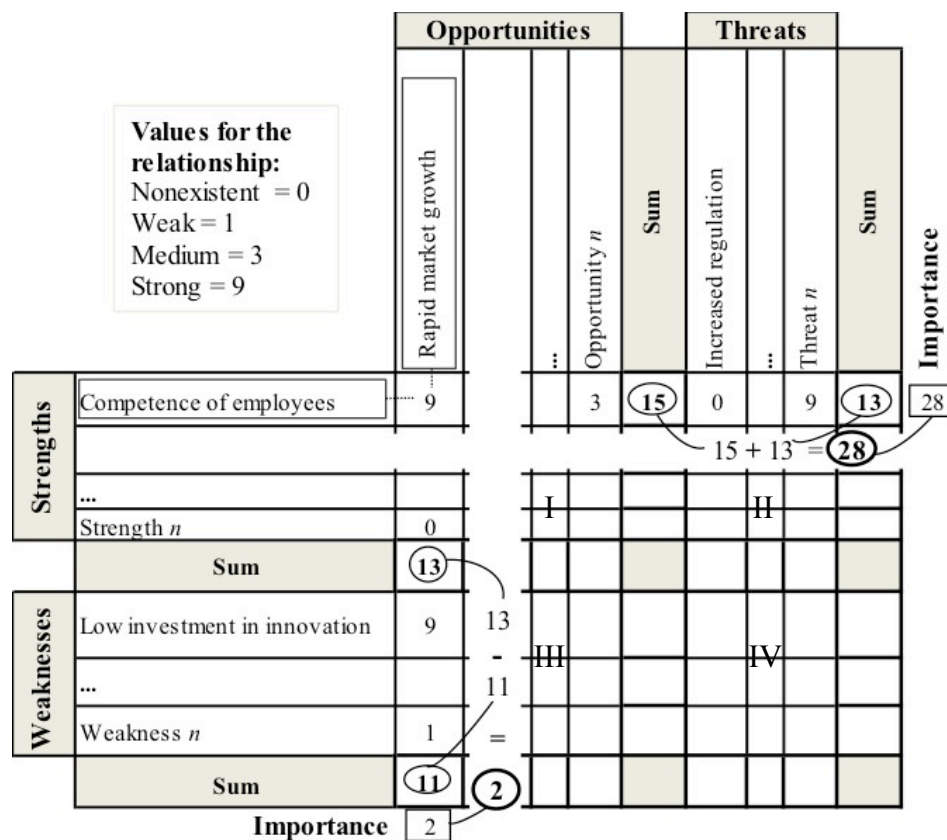 Opportunities
Threats
Values for the
relationship:
Nonexistent = 0
Weak = 1
Medium = 3
Strong = 9
Rapid market growth
...
Opportunity n
Sum
Increased regulation
...
Threat n
Sum
Importance
Strengths
Competence of employees 9 3 15 0 9 13 28
15 + 13 = 28
...
I II
Strength n 0
Sum 13
Weaknesses
Low investment in innovation 9 13
-
III IV
...
11
Weakness n 1 =
Sum 11 2
Importance 2